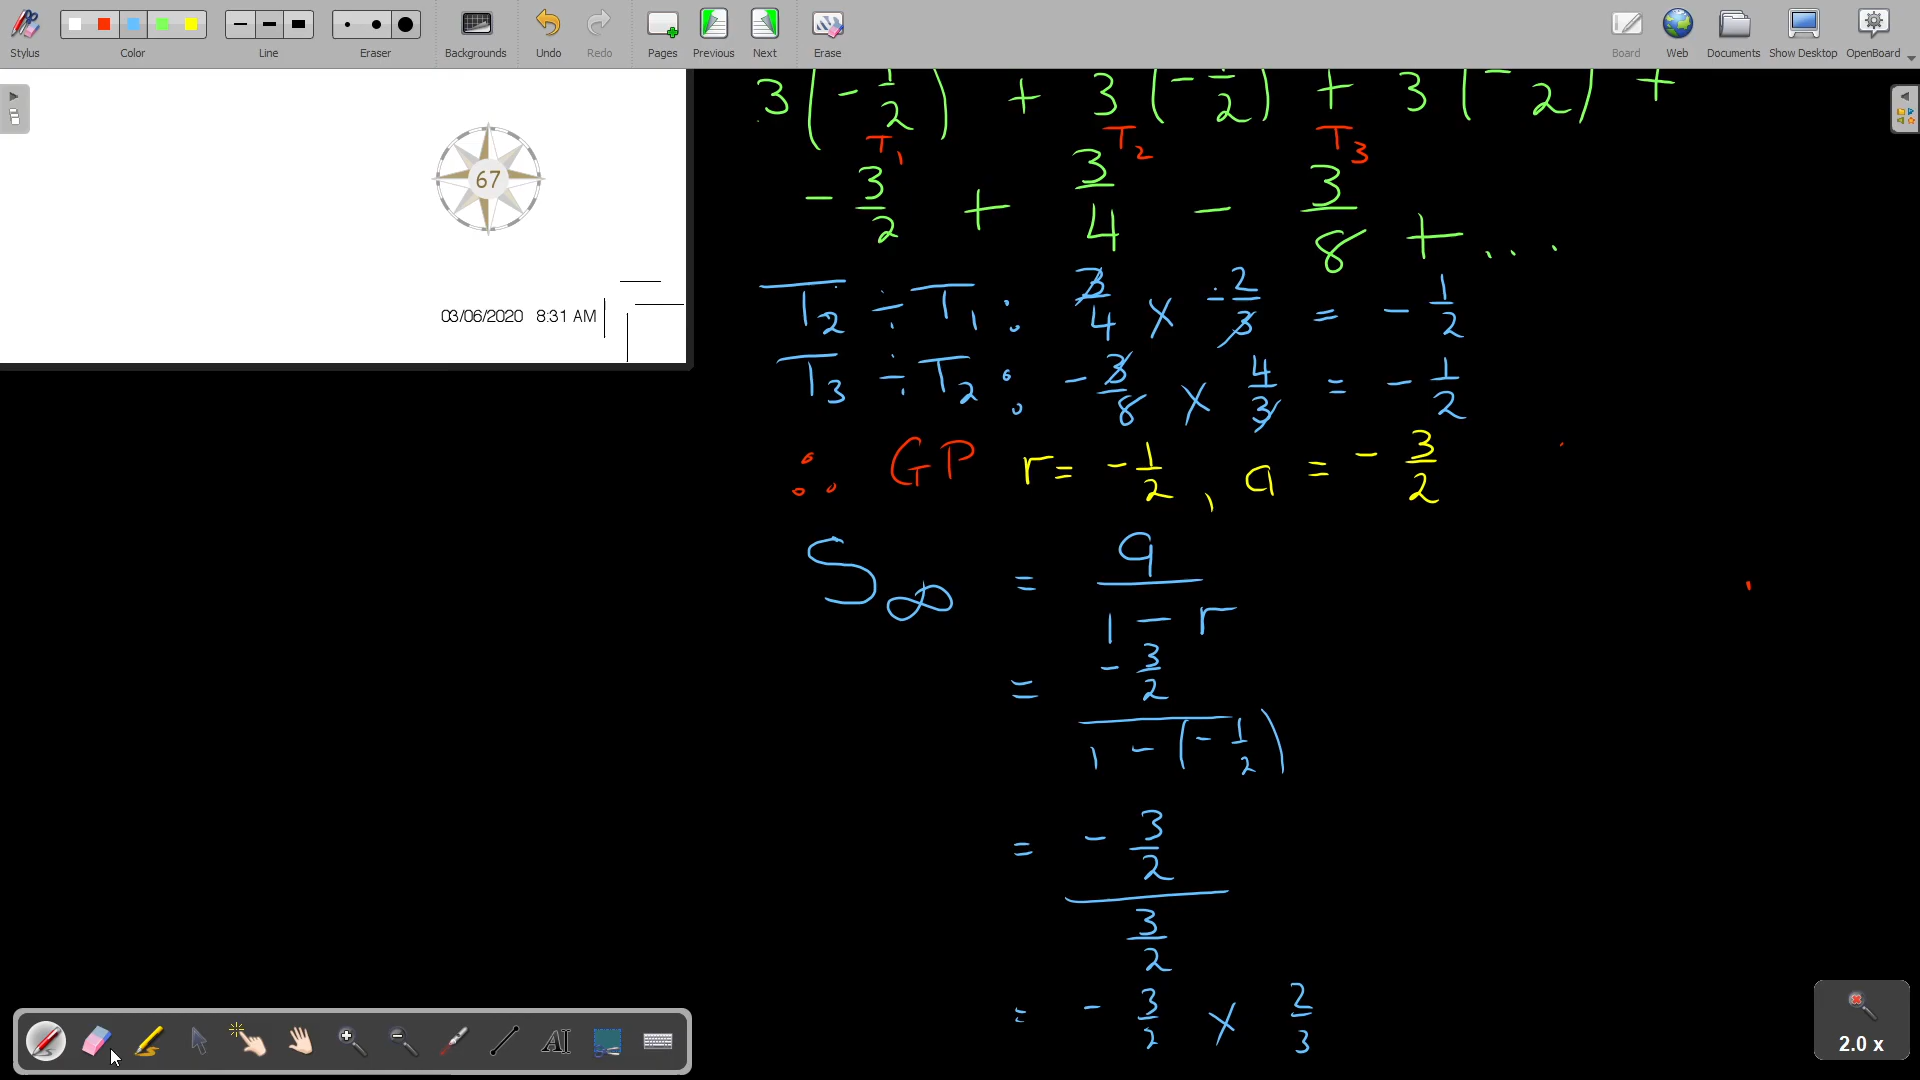 Stylus Color Line Eraser Backgrounds Undo Redo Pages Previous Next Erase Board Web Documents Show Desktop OpenBoard
67
03/06/2020 8:31 AM
3(-1/2) + 3(-1/2) + 3(-1/2) +
T₁ T₂ T₃
-3/2 + 3/4 - 3/8 + ....
T₂ ÷ T₁ : 3/4 × -2/3 = -1/2
T₃ ÷ T₂ : -3/8 × 4/3 = -1/2
∴ GP r = -1/2, a = -3/2
S∞ = a/(1 - r)
= (-3/2)/(1 - (-1/2))
= (-3/2)/(3/2)
= -3/2 × 2/3
AI
2.0 x